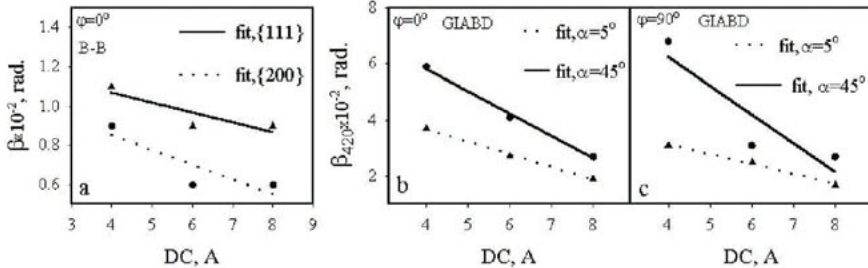 φ=0°
B-B
fit,{111}
fit,{200}
1.4
1.2
1.0
0.8
0.6
β×10⁻², rad.
a
3 4 5 6 7 8 9
DC, A
φ=0° GIABD
fit,α=5°
fit,α=45°
8
6
4
2
β₄₂₀×10⁻², rad.
b
4 5 6 7 8
DC, A
φ=90° GIABD
fit,α=5°
fit, α=45°
c
4 5 6 7 8
DC, A